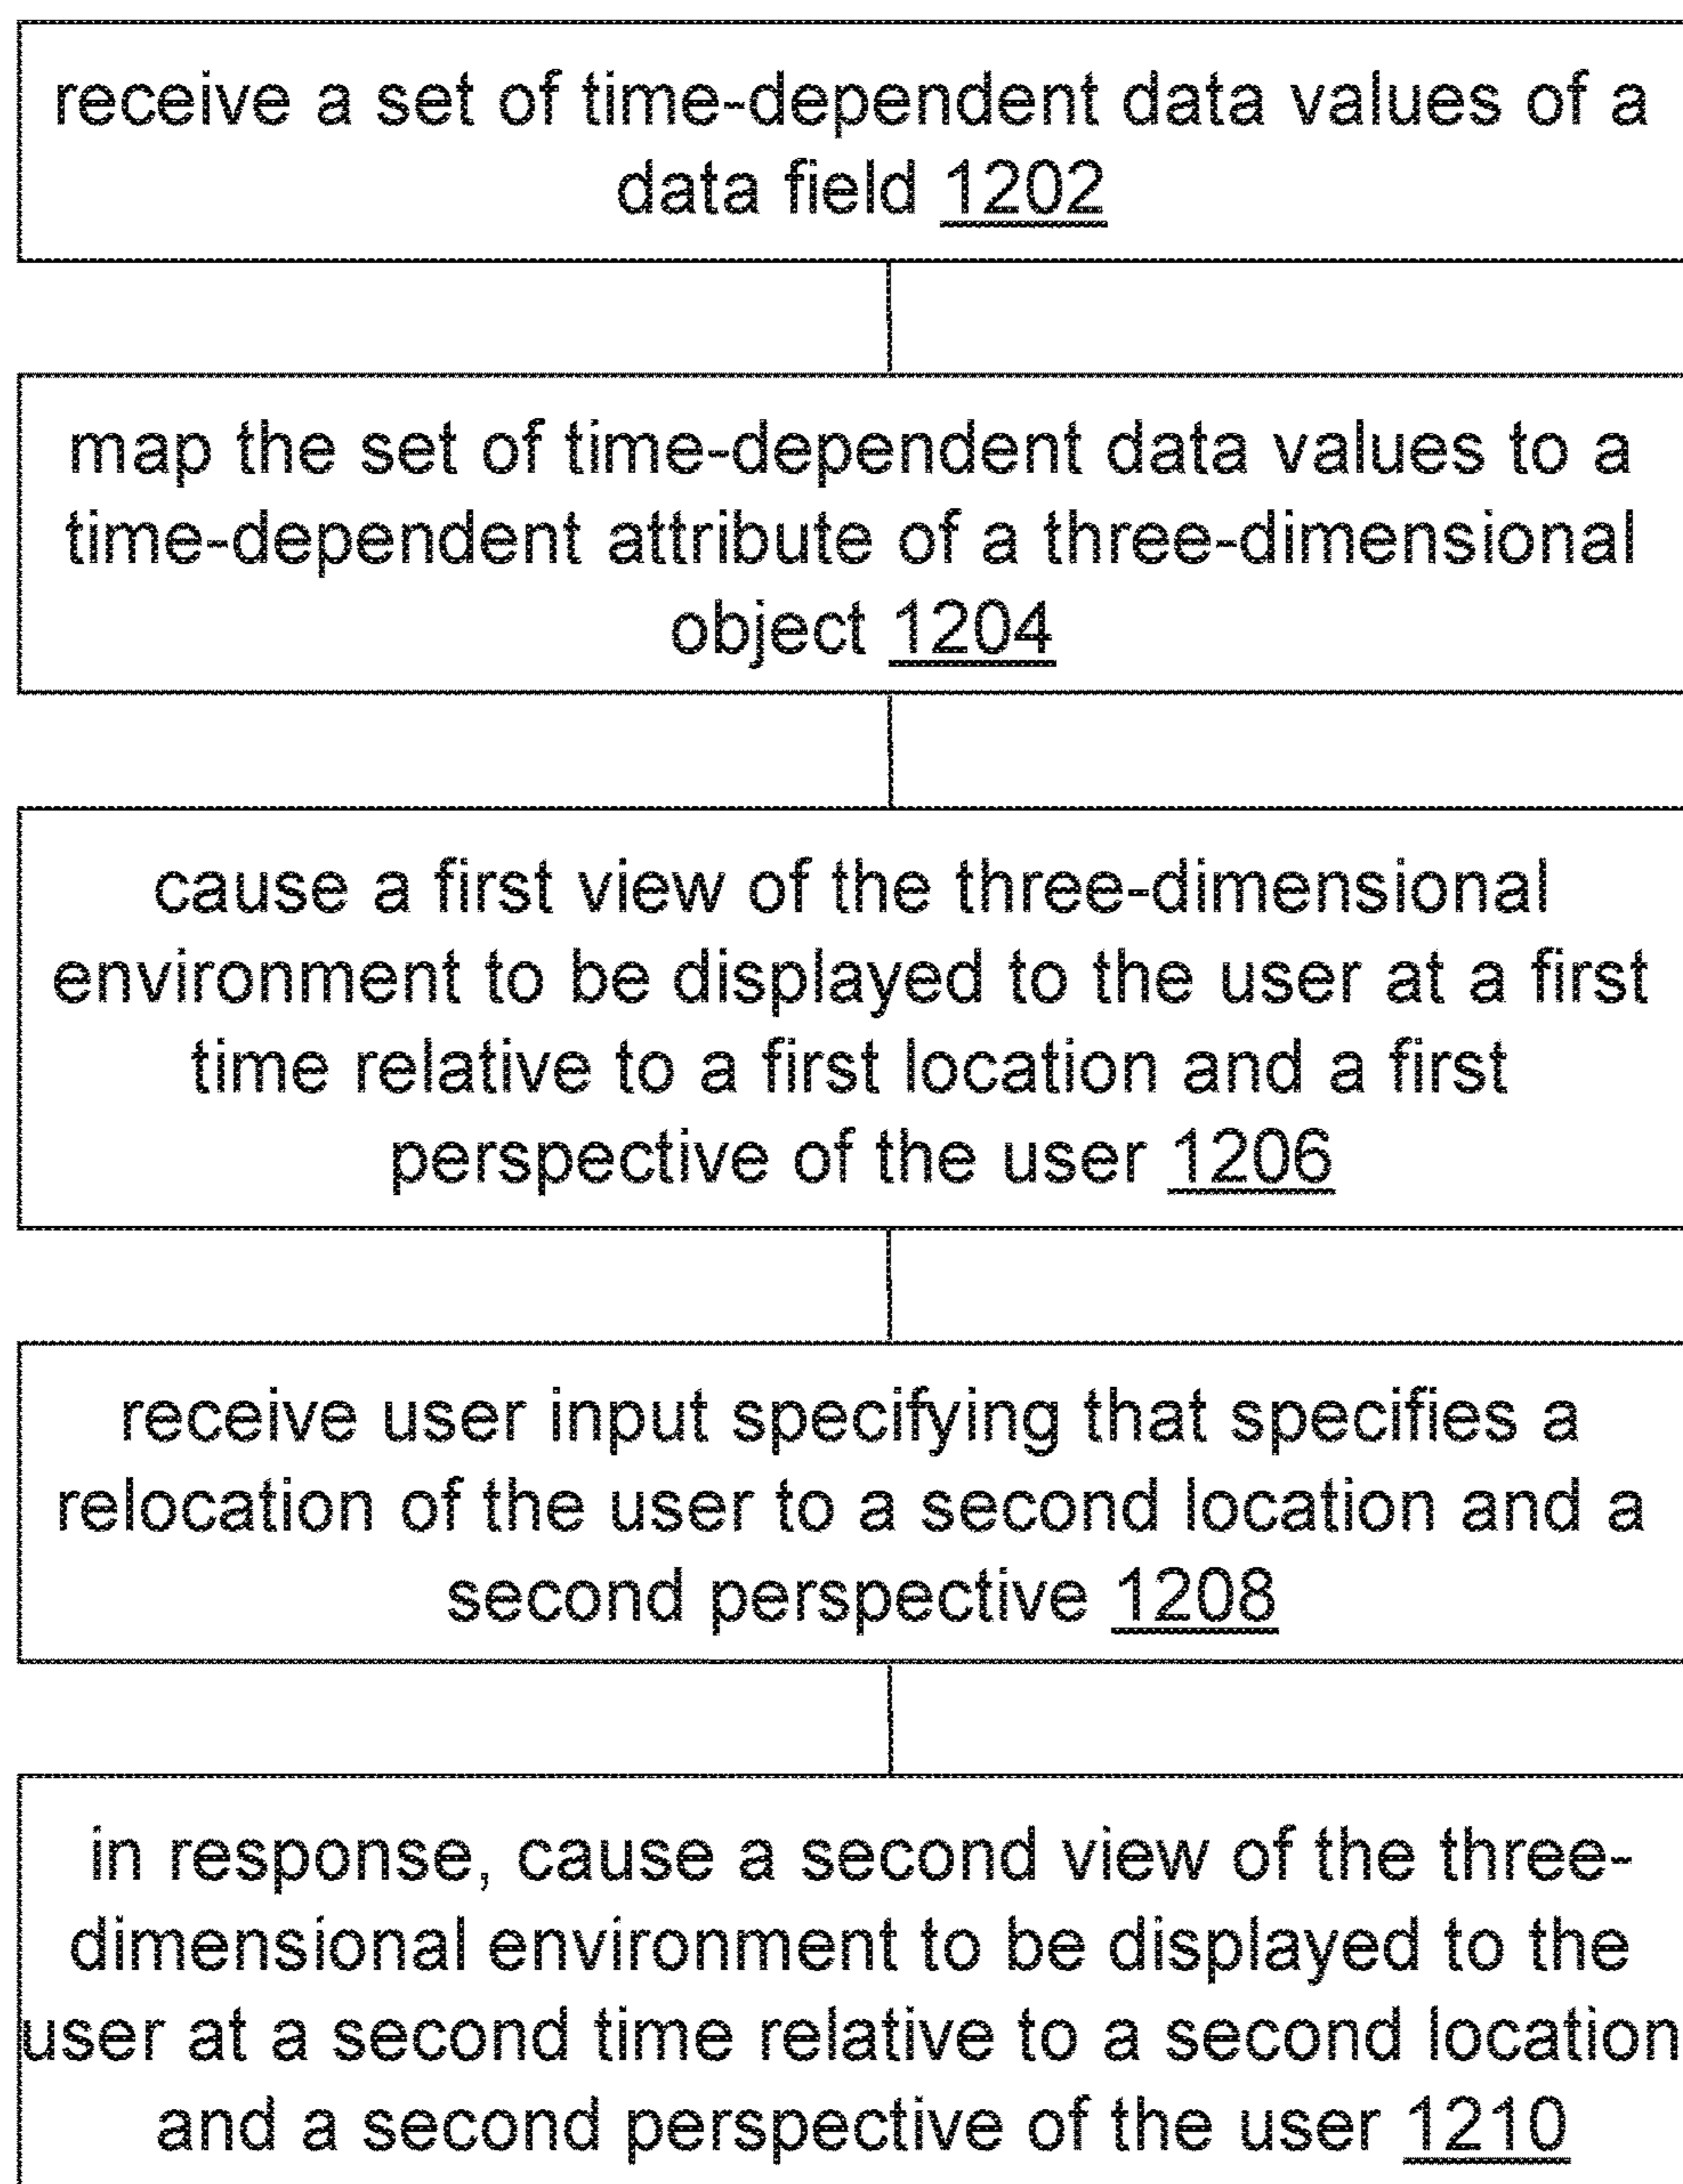 receive a set of time-dependent data values of a
data field 1202
map the set of time-dependent data values to a
time-dependent attribute of a three-dimensional
object 1204
cause a first view of the three-dimensional
environment to be displayed to the user at a first
time relative to a first location and a first
perspective of the user 1206
receive user input specifying that specifies a
relocation of the user to a second location and a
second perspective 1208
in response, cause a second view of the three-
dimensional environment to be displayed to the
user at a second time relative to a second location
and a second perspective of the user 1210